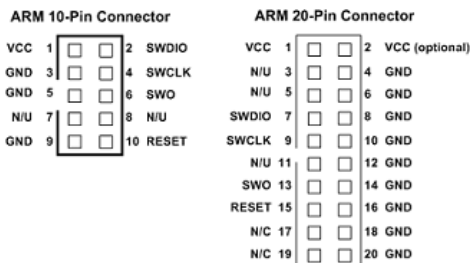 ARM 10-Pin Connector
VCC 1 2 SWDIO
GND 3 4 SWCLK
GND 5 6 SWO
N/U 7 8 N/U
GND 9 10 RESET
ARM 20-Pin Connector
VCC 1 2 VCC (optional)
N/U 3 4 GND
N/U 5 6 GND
SWDIO 7 8 GND
SWCLK 9 10 GND
N/U 11 12 GND
SWO 13 14 GND
RESET 15 16 GND
N/C 17 18 GND
N/C 19 20 GND